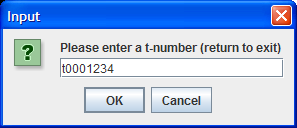 Input
Please enter a t-number (return to exit)
t0001234
OK Cancel